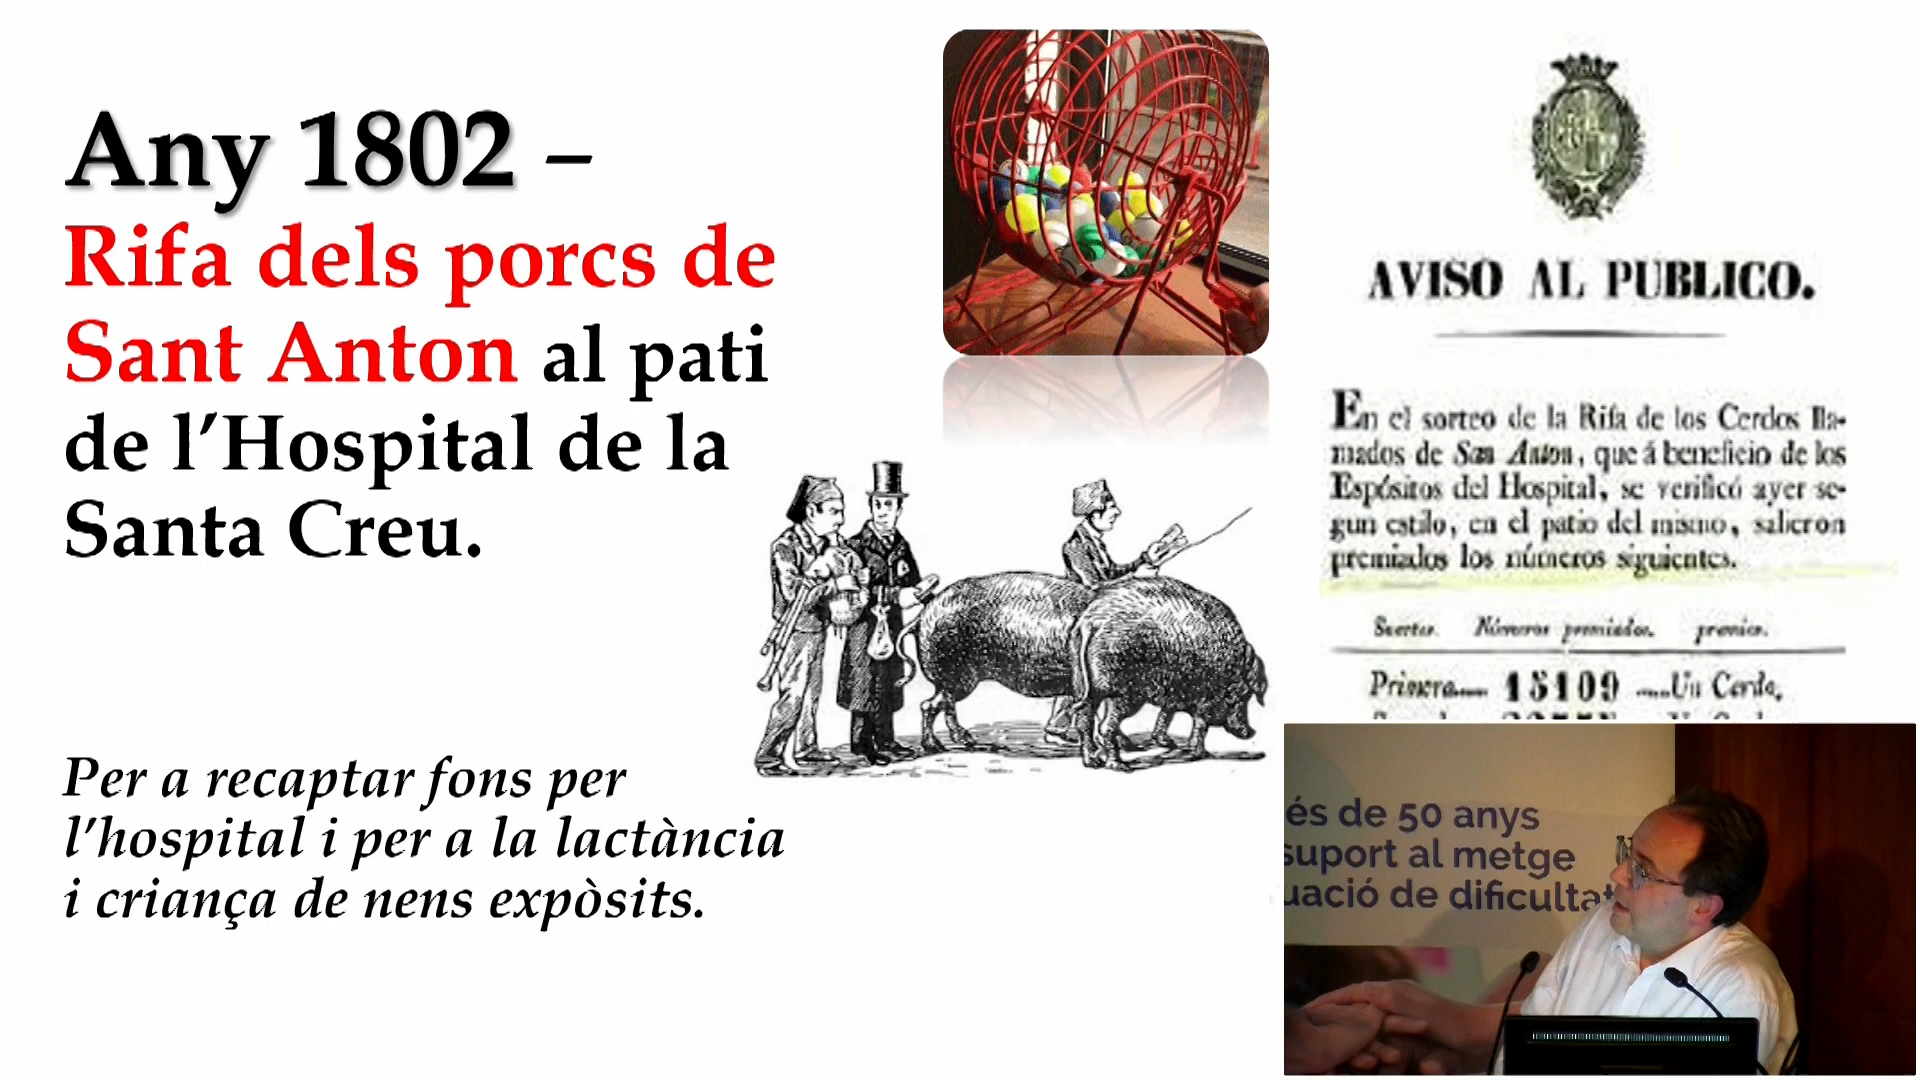 Any 1802 –
Rifa dels porcs de
Sant Anton al pati
de l’Hospital de la
Santa Creu.
Per a recaptar fons per
l’hospital i per a la lactància
i criança de nens expòsits.
AVISO AL PUBLICO.
En el sorteo de la Rifa de los Cerdos lla-
mados de San Anton, que á beneficio de los
Espósitos del Hospital, se verificó ayer se-
gun estilo, en el patio del mismo, salieron
premiados los números siguientes.
Suertes. Números premiados. premios.
Primera 15109 Un Cerdo.
és de 50 anys
suport al metge
uació de dificultat